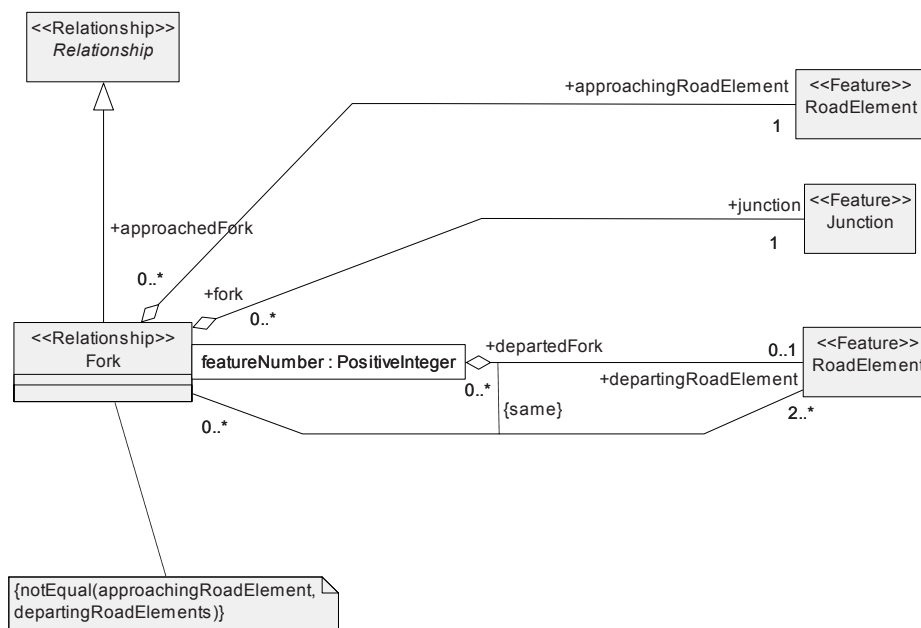 <<Relationship>>
Relationship
+approachingRoadElement
1
<<Feature>>
RoadElement
+approachedFork
0..*
+junction
1
<<Feature>>
Junction
+fork
0..*
<<Relationship>>
Fork
featureNumber : PositiveInteger
+departedFork
0..*
0..1
+departingRoadElement
<<Feature>>
RoadElement
{same}
0..*
2..*
{notEqual(approachingRoadElement,
departingRoadElements)}